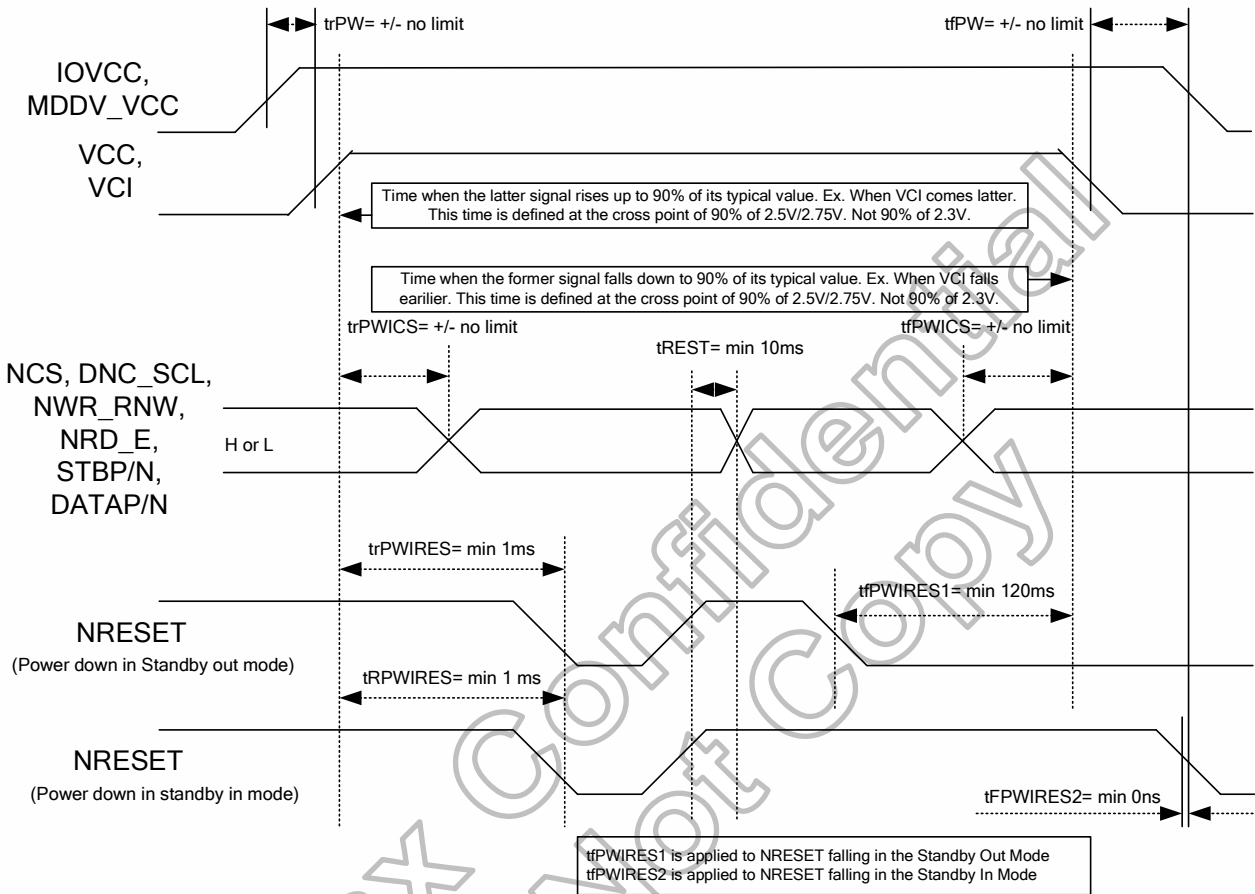 trPW= +/- no limit
tfPW= +/- no limit
IOVCC,
MDDV_VCC
VCC,
VCI
Time when the latter signal rises up to 90% of its typical value. Ex. When VCI comes latter.
This time is defined at the cross point of 90% of 2.5V/2.75V. Not 90% of 2.3V.
Time when the former signal falls down to 90% of its typical value. Ex. When VCI falls
earilier. This time is defined at the cross point of 90% of 2.5V/2.75V. Not 90% of 2.3V.
trPWICS= +/- no limit
tfPWICS= +/- no limit
tREST= min 10ms
NCS, DNC_SCL,
NWR_RNW,
NRD_E,
STBP/N,
DATAP/N
H or L
trPWIRES= min 1ms
tfPWIRES1= min 120ms
NRESET
(Power down in Standby out mode)
tRPWIRES= min 1 ms
NRESET
(Power down in standby in mode)
tFPWIRES2= min 0ns
tfPWIRES1 is applied to NRESET falling in the Standby Out Mode
tfPWIRES2 is applied to NRESET falling in the Standby In Mode
x Confidential
Not Copy